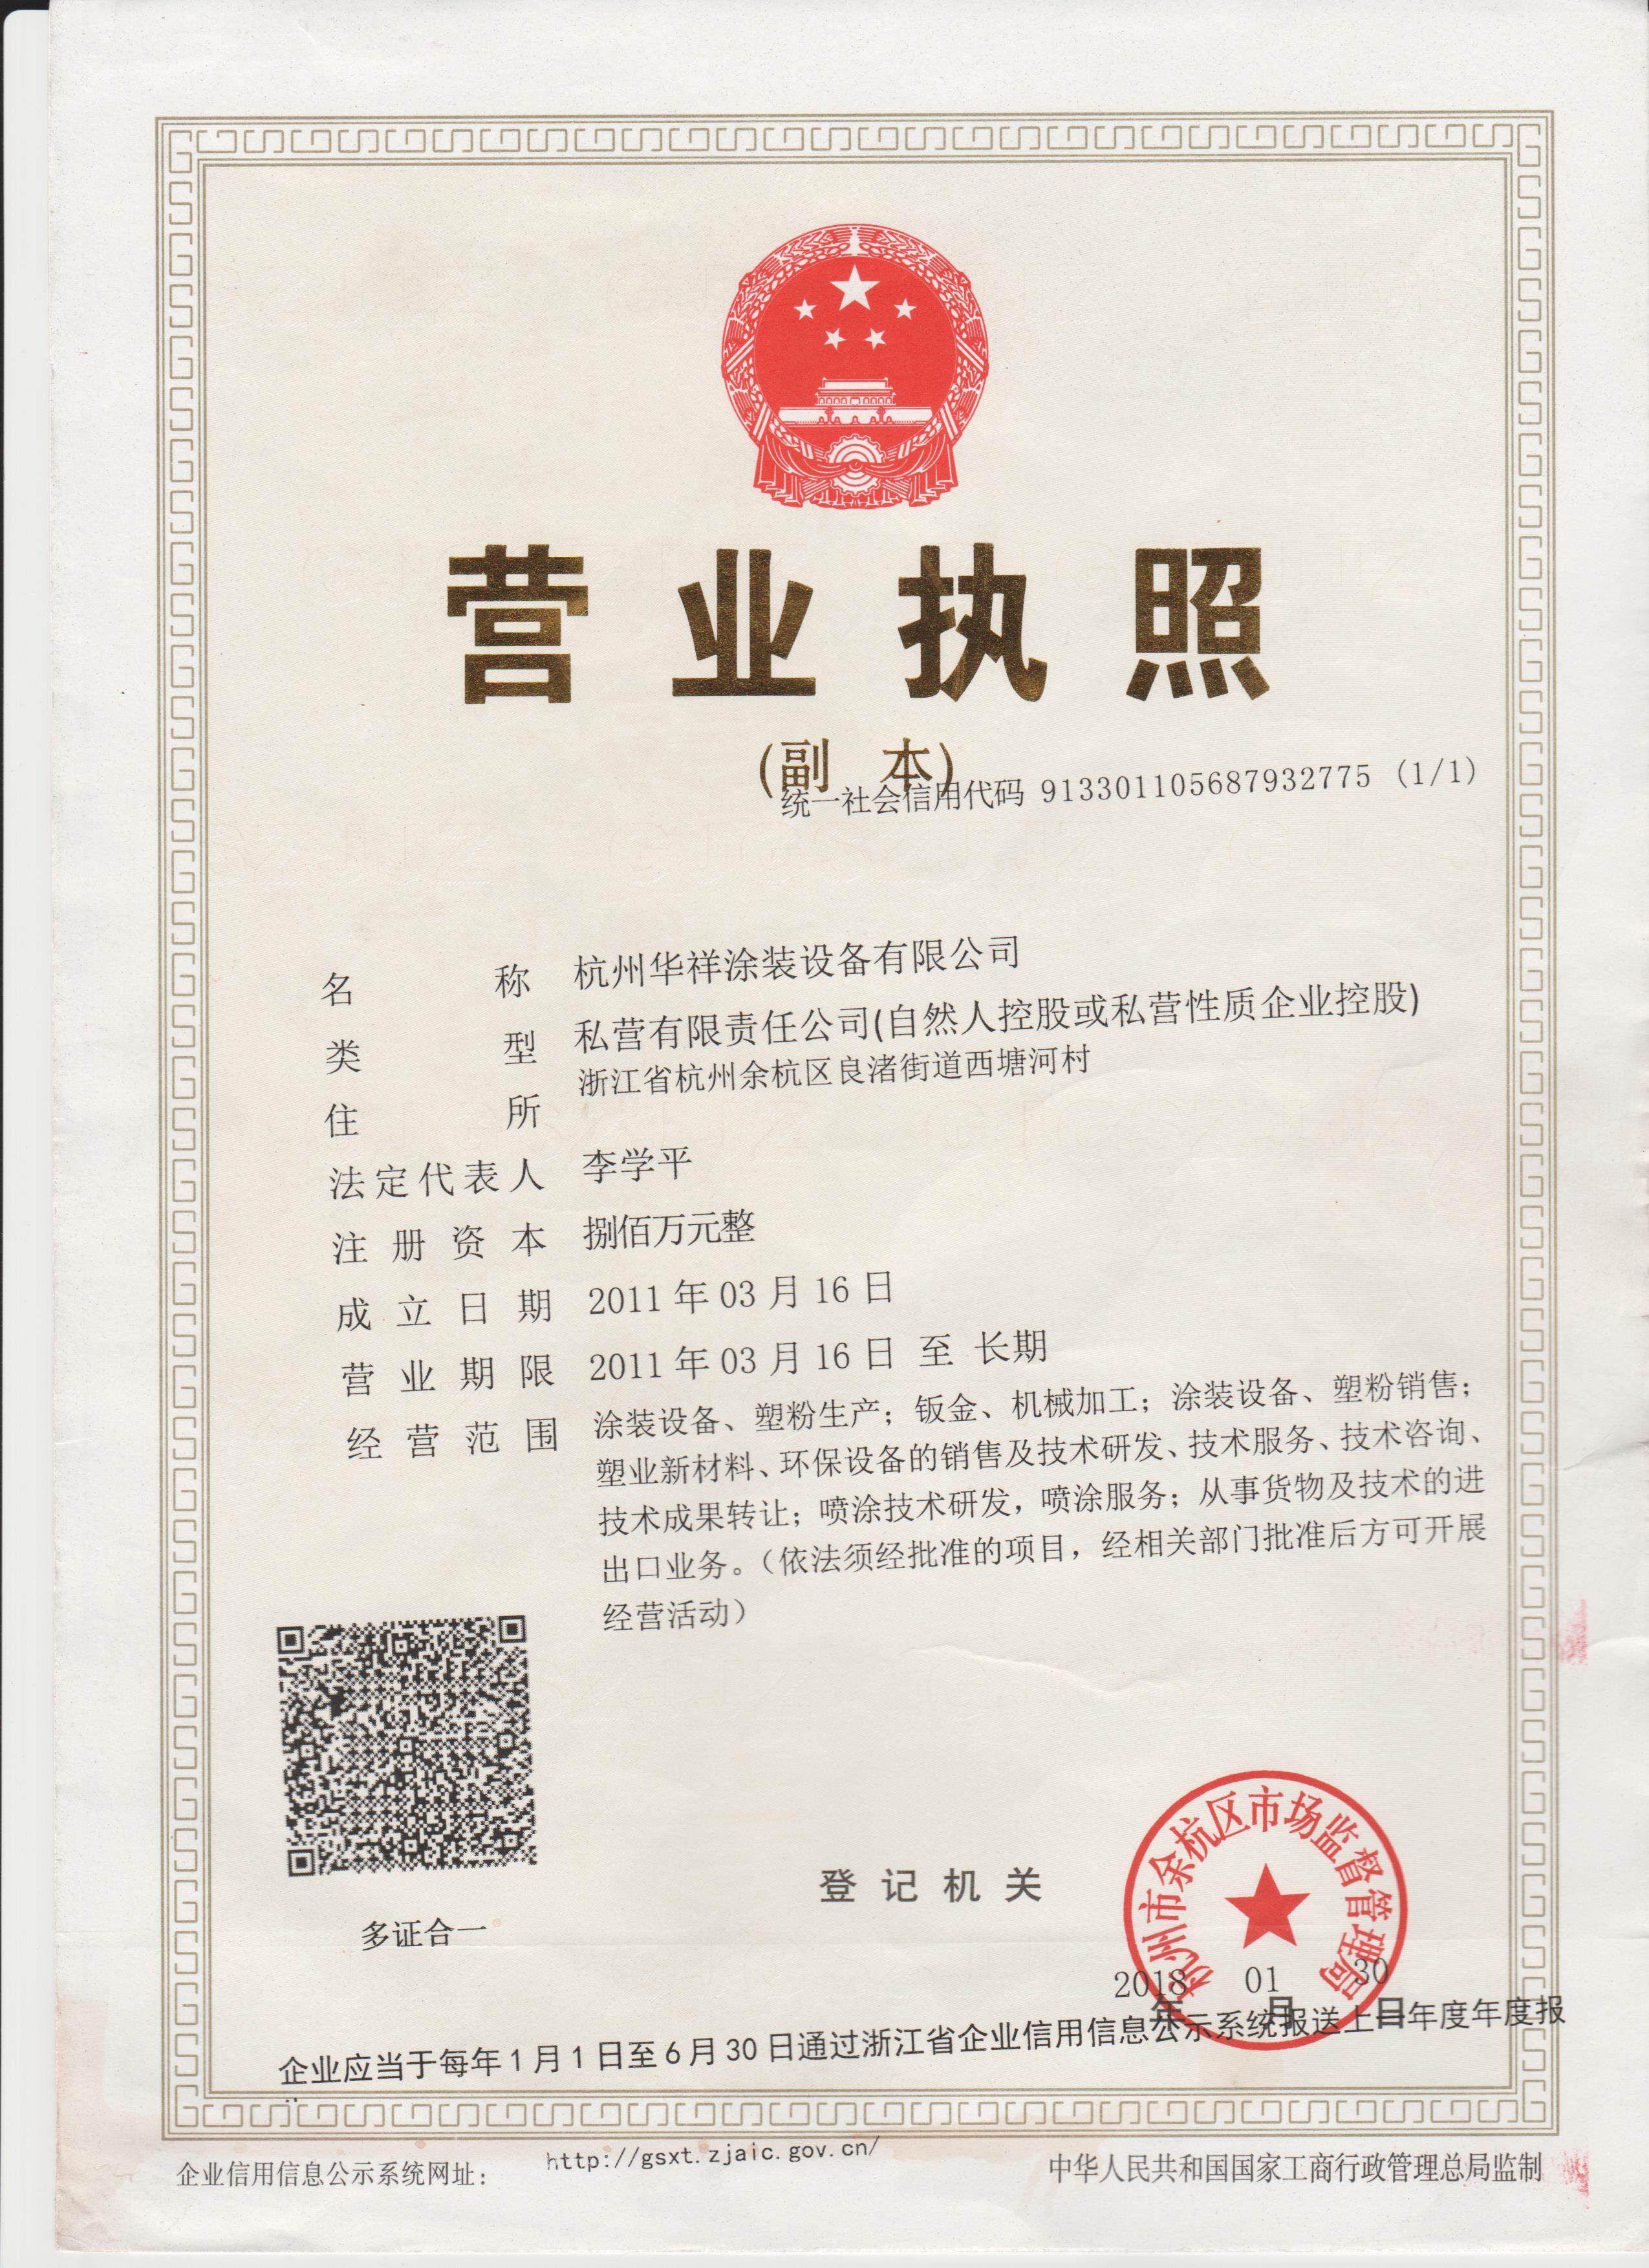 营业执照
(副 本)
统一社会信用代码 913301105687932775 (1/1)
名 称 杭州华祥涂装设备有限公司
类 型 私营有限责任公司(自然人控股或私营性质企业控股)
住 所 浙江省杭州余杭区良渚街道西塘河村
法定代表人 李学平
注册资本 捌佰万元整
成立日期 2011年03月16日
营业期限 2011年03月16日 至 长期
经营范围 涂装设备、塑粉生产；钣金、机械加工；涂装设备、塑粉销售；
塑业新材料、环保设备的销售及技术研发、技术服务、技术咨询、
技术成果转让；喷涂技术研发，喷涂服务；从事货物及技术的进
出口业务。（依法须经批准的项目，经相关部门批准后方可开展
经营活动）
多证合一
登记机关
杭州市余杭区市场监督管理局
2018年01月30日
企业应当于每年1月1日至6月30日通过浙江省企业信用信息公示系统报送上一年度年度报
企业信用信息公示系统网址： http://gsxt.zjaic.gov.cn/
中华人民共和国国家工商行政管理总局监制